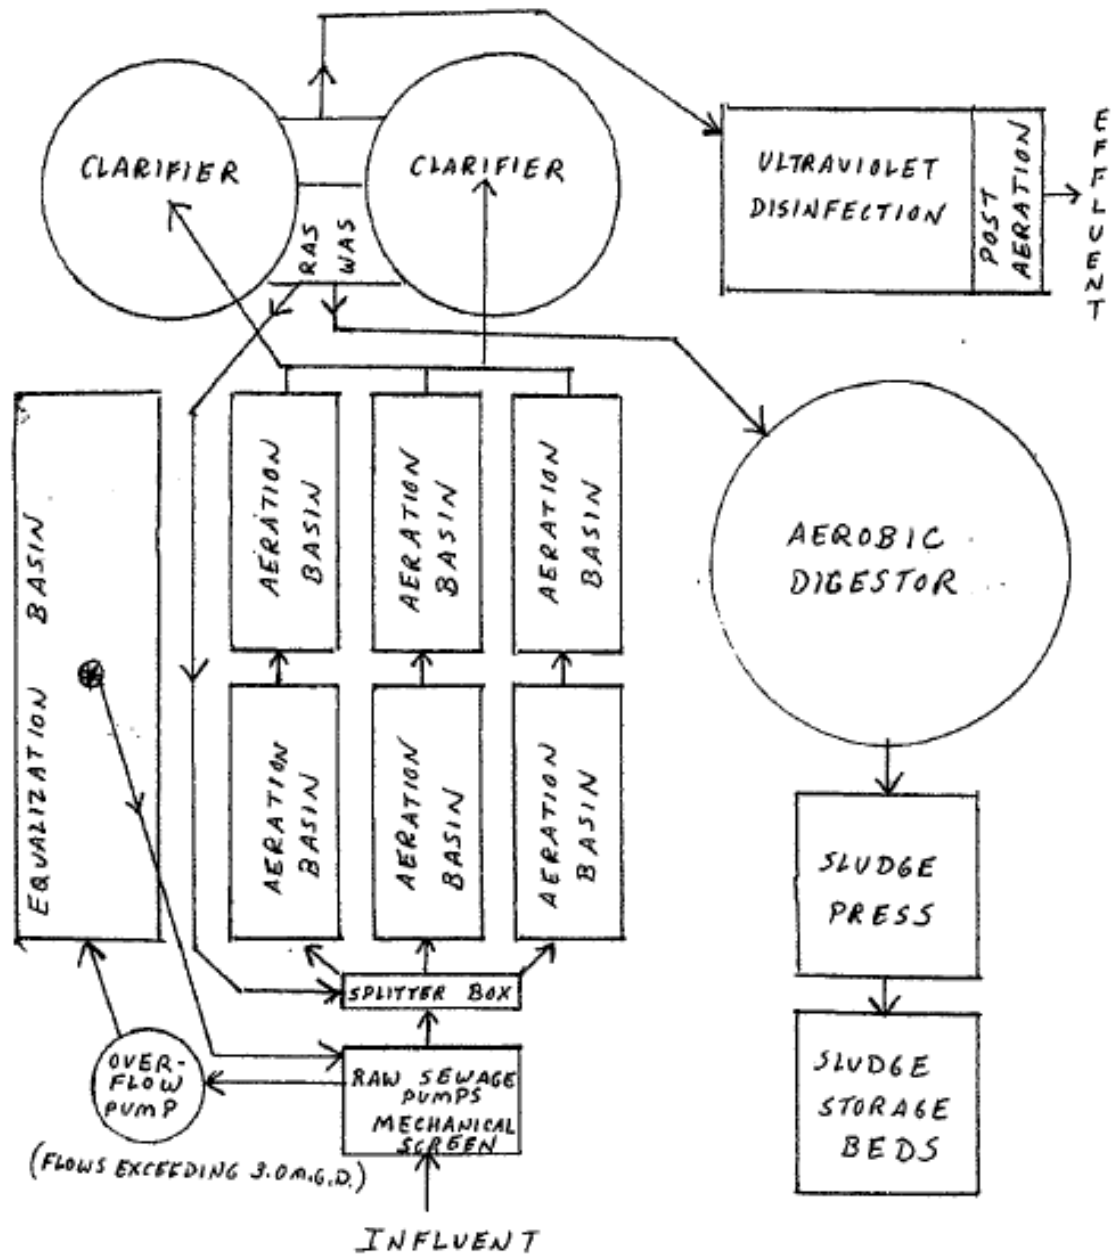 CLARIFIER
CLARIFIER
RAS
WAS
ULTRAVIOLET
DISINFECTION
POST
AERATION
EFFLUENT
EQUALIZATION BASIN
AERATION
BASIN
AERATION
BASIN
AERATION
BASIN
AERATION
BASIN
AERATION
BASIN
AERATION
BASIN
AEROBIC
DIGESTOR
SLUDGE
PRESS
SLUDGE
STORAGE
BEDS
SPLITTER BOX
OVER-
FLOW
PUMP
RAW SEWAGE
PUMPS
MECHANICAL
SCREEN
(FLOWS EXCEEDING 3.0 M.G.D.)
INFLUENT